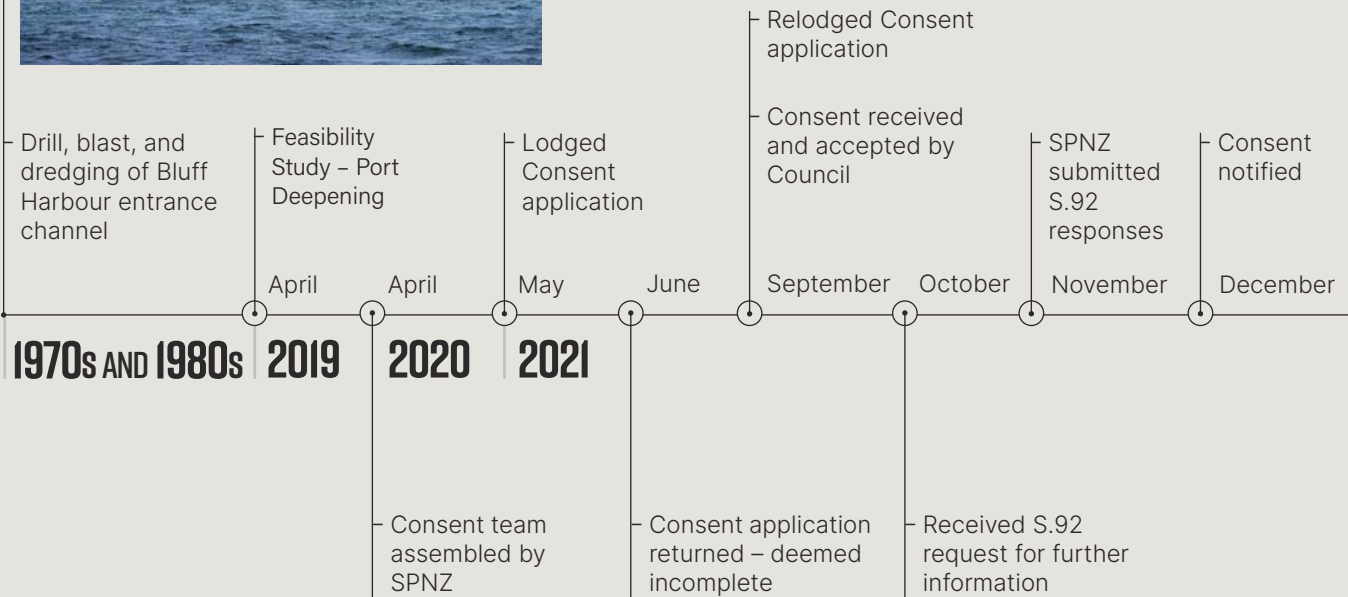 Relodged Consent
application
Consent received
and accepted by
Council
Drill, blast, and
dredging of Bluff
Harbour entrance
channel
Feasibility
Study – Port
Deepening
Lodged
Consent
application
SPNZ
submitted
S.92
responses
Consent
notified
April
April
May
June
September
October
November
December
1970s AND 1980s
2019
2020
2021
Consent team
assembled by
SPNZ
Consent application
returned – deemed
incomplete
Received S.92
request for further
information